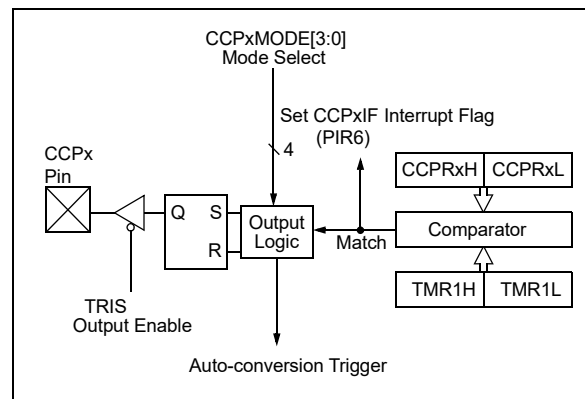 CCPxMODE[3:0]
Mode Select
Set CCPxIF Interrupt Flag
(PIR6)
4
CCPx
Pin
CCPRxH CCPRxL
Q S
R
Output
Logic
Match
Comparator
TMR1H TMR1L
TRIS
Output Enable
Auto-conversion Trigger